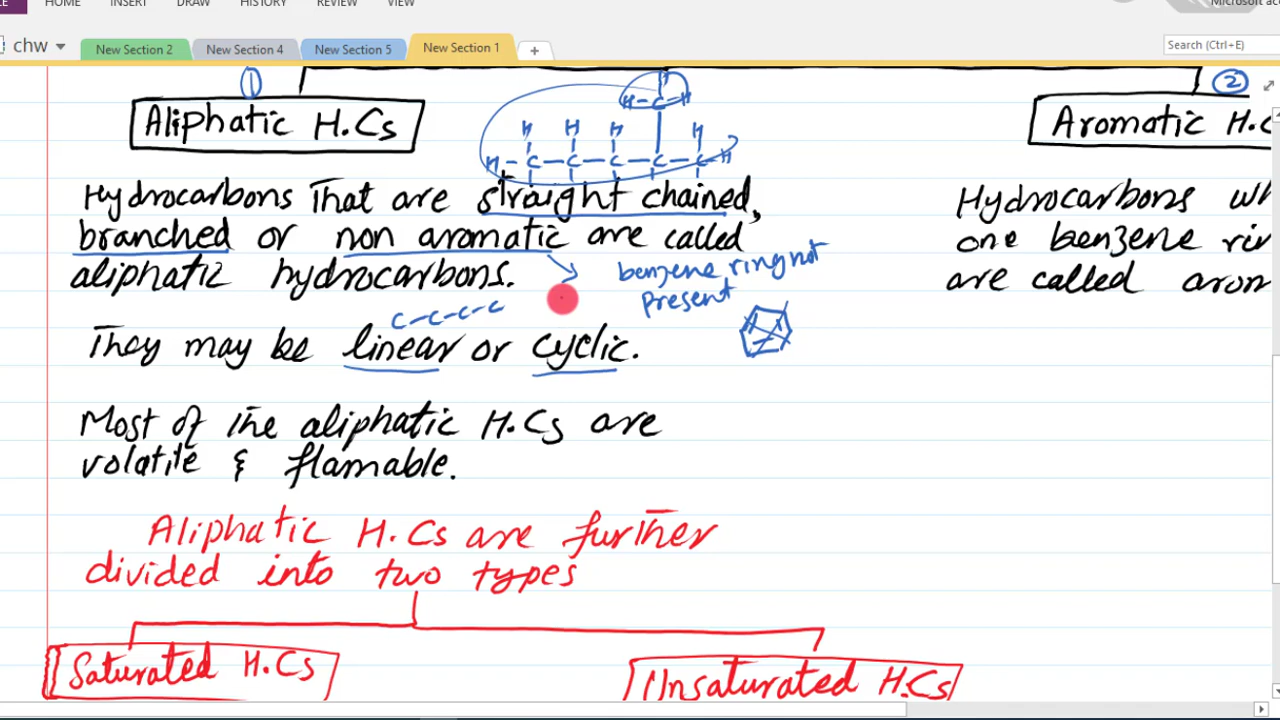 HOME INSERT DRAW HISTORY REVIEW VIEW
Microsoft acc
chw New Section 2 New Section 4 New Section 5 New Section 1 +
Search (Ctrl+E)
1
2
Aliphatic H.Cs
Aromatic H.C
H
H-C-H
H H H H
H-C-C-C-C-C-H
Hydrocarbons That are straight chained,
branched or non aromatic are called
aliphatic hydrocarbons.
benzene ring not
present
C-C-C-C
They may be linear or cyclic.
Most of The aliphatic H.Cs are
volatile & flamable.
Aliphatic H.Cs are further
divided into two types
Saturated H.Cs
Unsaturated H.Cs
Hydrocarbons wh
one benzene rin
are called arom